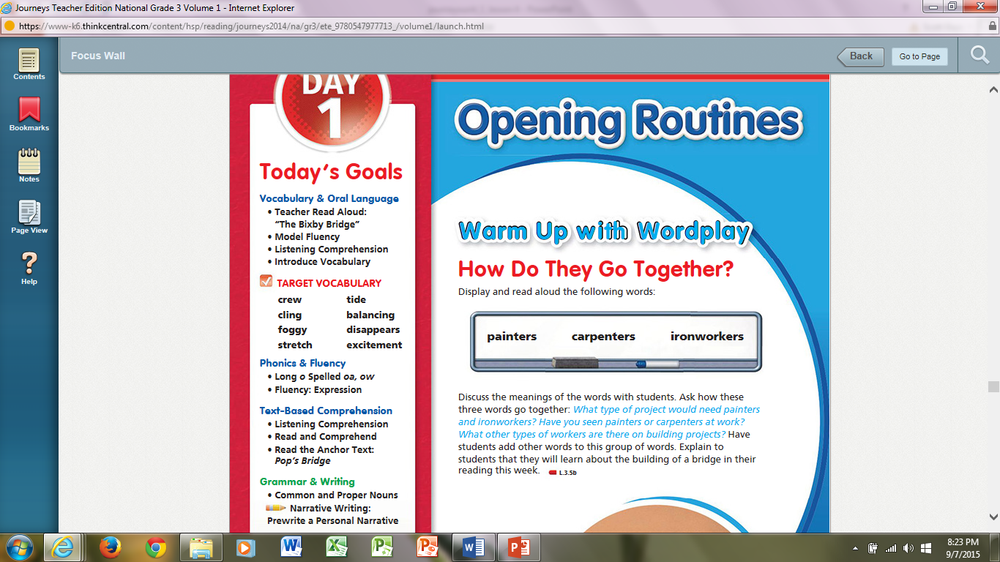 Journeys Teacher Edition National Grade 3 Volume 1 - Internet Explorer
https://www-k6.thinkcentral.com/content/hsp/reading/journeys2014/na/gr3/ete_9780547977713_/volume1/launch.html
Contents
Bookmarks
Notes
Page View
Help
Focus Wall
Back
Go to Page
DAY
1
Today's Goals
Vocabulary & Oral Language
• Teacher Read Aloud:
"The Bixby Bridge"
• Model Fluency
• Listening Comprehension
• Introduce Vocabulary
TARGET VOCABULARY
crew tide
cling balancing
foggy disappears
stretch excitement
Phonics & Fluency
• Long o Spelled oa, ow
• Fluency: Expression
Text-Based Comprehension
• Listening Comprehension
• Read and Comprehend
• Read the Anchor Text:
Pop's Bridge
Grammar & Writing
• Common and Proper Nouns
Narrative Writing:
Prewrite a Personal Narrative
Opening Routines
Warm Up with Wordplay
How Do They Go Together?
Display and read aloud the following words:
painters carpenters ironworkers
Discuss the meanings of the words with students. Ask how these
three words go together: What type of project would need painters
and ironworkers? Have you seen painters or carpenters at work?
What other types of workers are there on building projects? Have
students add other words to this group of words. Explain to
students that they will learn about the building of a bridge in their
reading this week. L.3.5b
8:23 PM
9/7/2015